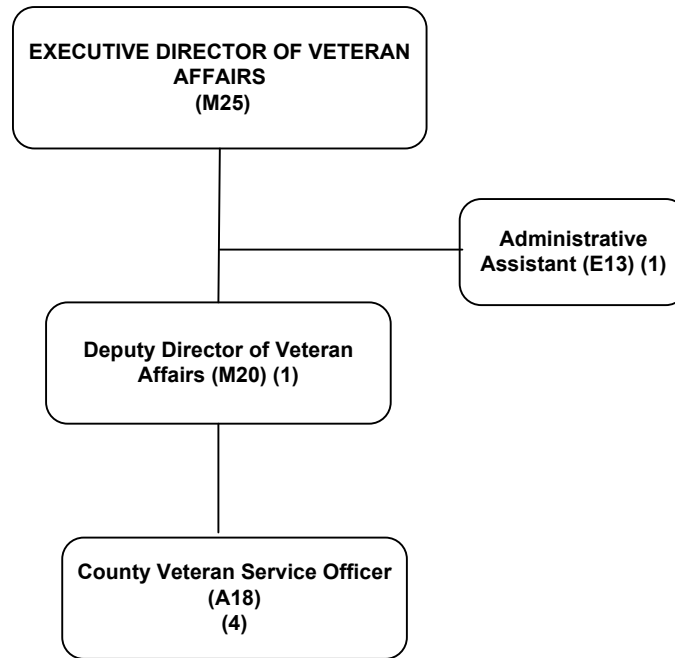 EXECUTIVE DIRECTOR OF VETERAN
AFFAIRS
(M25)
Administrative
Assistant (E13) (1)
Deputy Director of Veteran
Affairs (M20) (1)
County Veteran Service Officer
(A18)
(4)